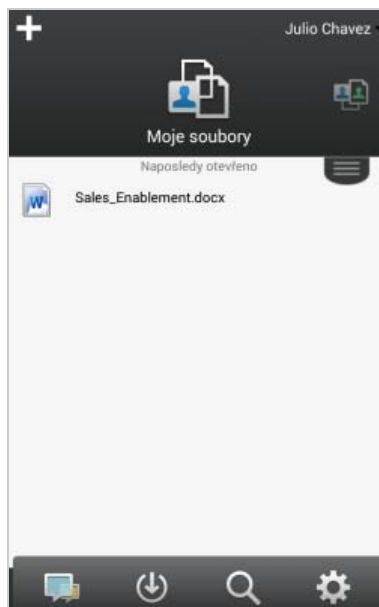 Julio Chavez
Moje soubory
Naposledy otevřeno
Sales_Enablement.docx